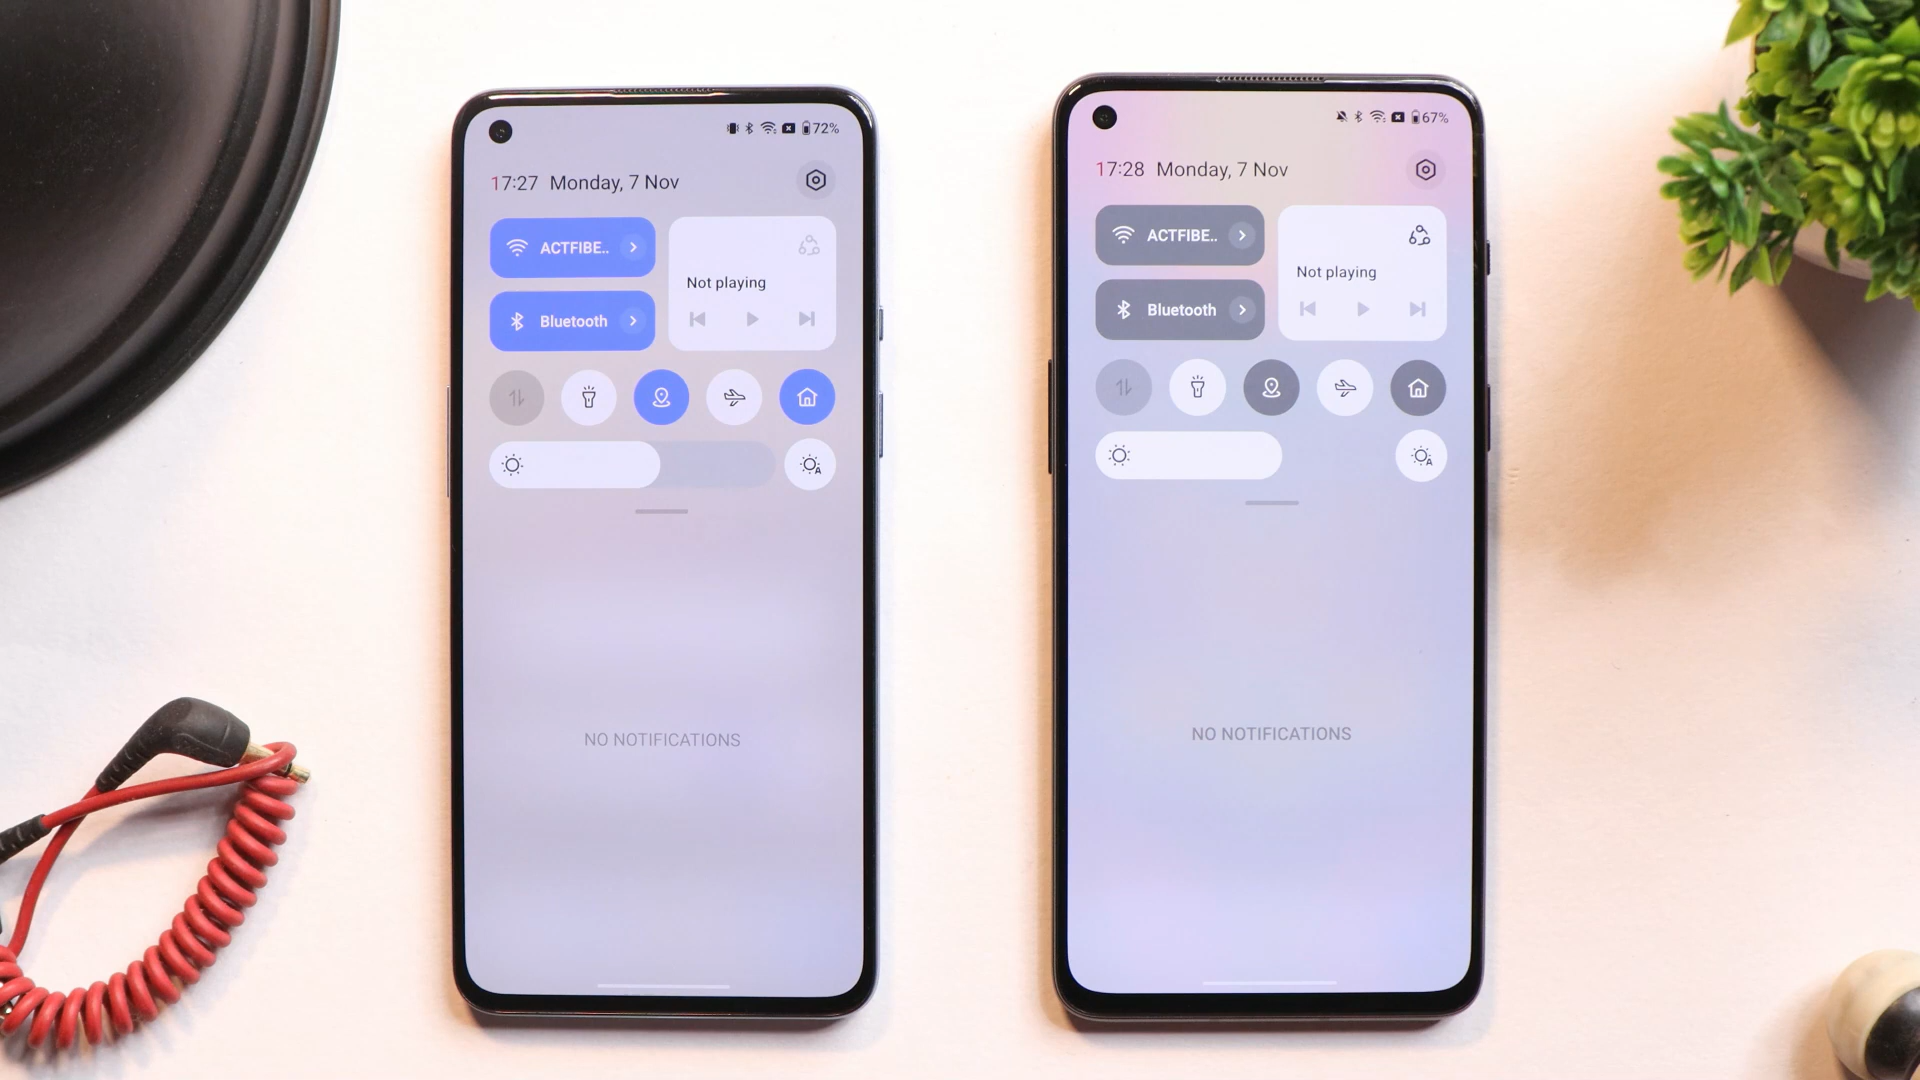 72%
17:27 Monday, 7 Nov
ACTFIBE..
Not playing
Bluetooth
A
NO NOTIFICATIONS
67%
17:28 Monday, 7 Nov
ACTFIBE..
Not playing
Bluetooth
A
NO NOTIFICATIONS